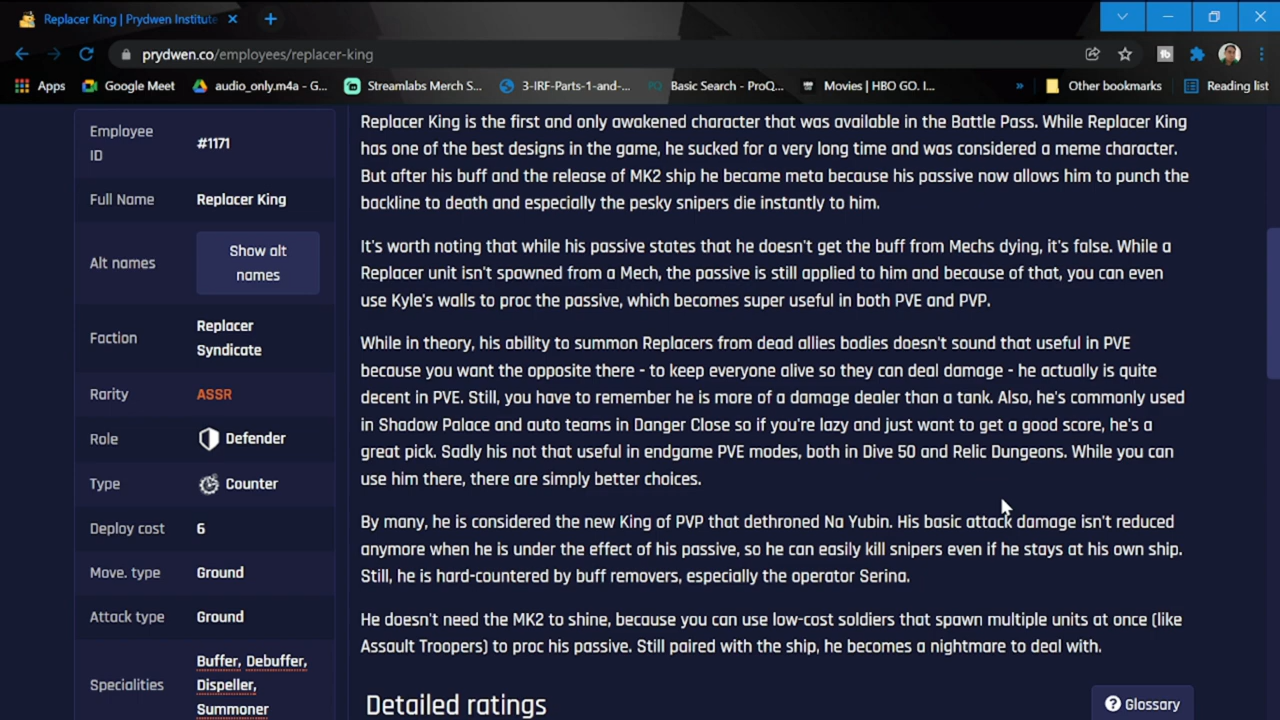 Replacer King | Prydwen Institute
prydwen.co/employees/replacer-king
Apps
Google Meet
audio_only.m4a - G...
Streamlabs Merch S...
3-IRF-Parts-1-and-...
Basic Search - ProQ...
Movies | HBO GO. I...
»
Other bookmarks
Reading list
Employee
ID
#1171
Full Name
Replacer King
Alt names
Show alt
names
Faction
Replacer
Syndicate
Rarity
ASSR
Role
Defender
Type
Counter
Deploy cost
6
Move. type
Ground
Attack type
Ground
Specialities
Buffer, Debuffer,
Dispeller,
Summoner
Replacer King is the first and only awakened character that was available in the Battle Pass. While Replacer King
has one of the best designs in the game, he sucked for a very long time and was considered a meme character.
But after his buff and the release of MK2 ship he became meta because his passive now allows him to punch the
backline to death and especially the pesky snipers die instantly to him.
It's worth noting that while his passive states that he doesn't get the buff from Mechs dying, it's false. While a
Replacer unit isn't spawned from a Mech, the passive is still applied to him and because of that, you can even
use Kyle's walls to proc the passive, which becomes super useful in both PVE and PVP.
While in theory, his ability to summon Replacers from dead allies bodies doesn't sound that useful in PVE
because you want the opposite there - to keep everyone alive so they can deal damage - he actually is quite
decent in PVE. Still, you have to remember he is more of a damage dealer than a tank. Also, he's commonly used
in Shadow Palace and auto teams in Danger Close so if you're lazy and just want to get a good score, he's a
great pick. Sadly his not that useful in endgame PVE modes, both in Dive 50 and Relic Dungeons. While you can
use him there, there are simply better choices.
By many, he is considered the new King of PVP that dethroned Na Yubin. His basic attack damage isn't reduced
anymore when he is under the effect of his passive, so he can easily kill snipers even if he stays at his own ship.
Still, he is hard-countered by buff removers, especially the operator Serina.
He doesn't need the MK2 to shine, because you can use low-cost soldiers that spawn multiple units at once (like
Assault Troopers) to proc his passive. Still paired with the ship, he becomes a nightmare to deal with.
Detailed ratings
Glossary